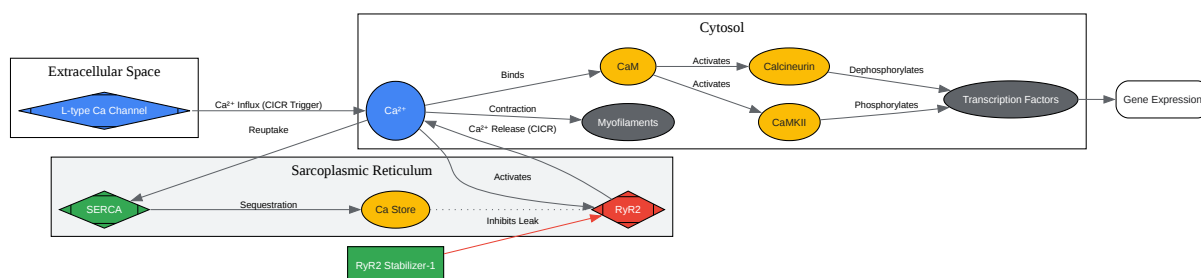 Cytosol
Extracellular Space
L-type Ca Channel
Ca²⁺ Influx (CICR Trigger)
Ca²⁺
Binds
CaM
Activates
Calcineurin
Dephosphorylates
Activates
Contraction
Myofilaments
CaMKII
Phosphorylates
Transcription Factors
Gene Expression
Reuptake
Ca²⁺ Release (CICR)
Sarcoplasmic Reticulum
Activates
SERCA
Sequestration
Ca Store
Inhibits Leak
RyR2
RyR2 Stabilizer-1